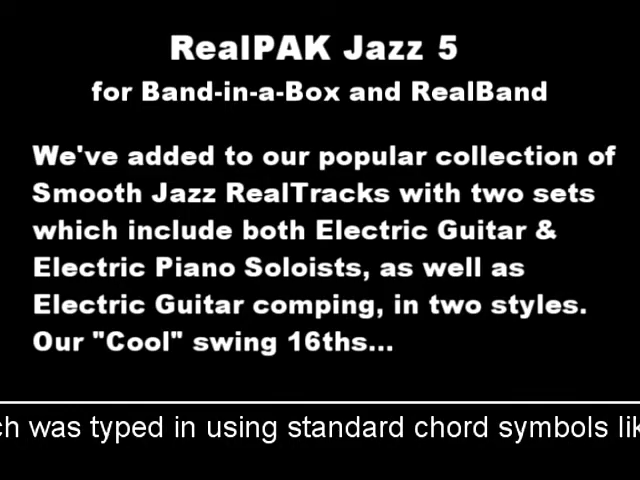 RealPAK Jazz 5
for Band-in-a-Box and RealBand
We've added to our popular collection of
Smooth Jazz RealTracks with two sets
which include both Electric Guitar &
Electric Piano Soloists, as well as
Electric Guitar comping, in two styles.
Our "Cool" swing 16ths...
was typed in using standard chord symbols